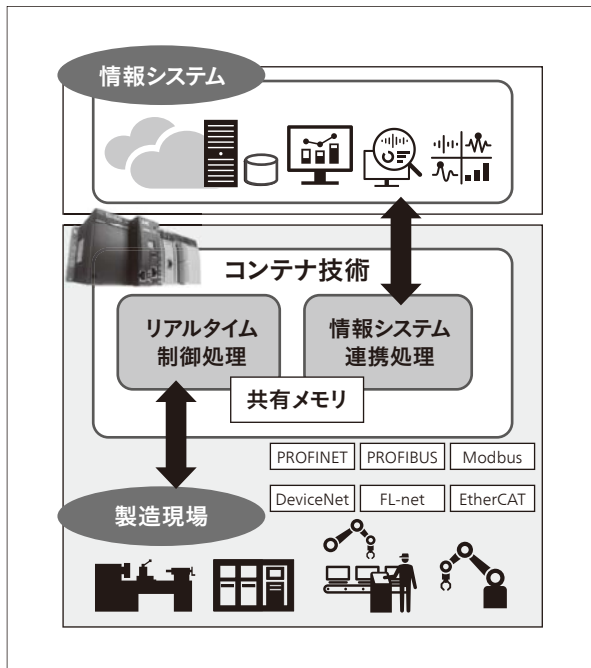 情報システム
コンテナ技術
リアルタイム
制御処理
情報システム
連携処理
共有メモリ
PROFINET
PROFIBUS
Modbus
DeviceNet
FL-net
EtherCAT
製造現場